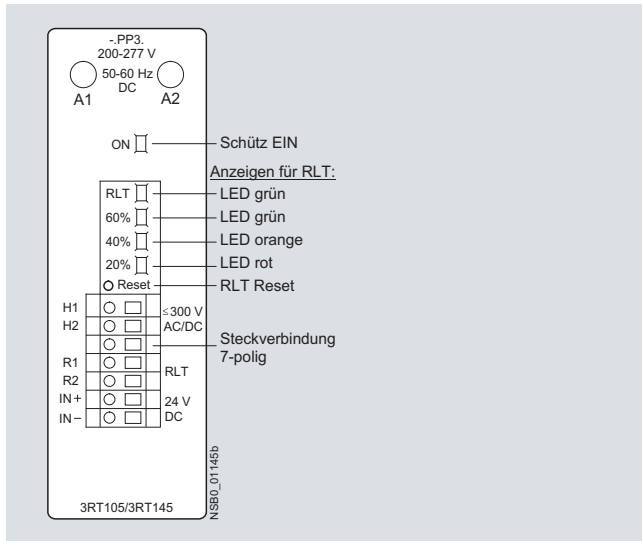 -.PP3.
200-277 V
50-60 Hz
DC
A1 A2
ON Schütz EIN
Anzeigen für RLT:
RLT LED grün
60% LED grün
40% LED orange
20% LED rot
Reset RLT Reset
H1 ≤300 V
H2 AC/DC
Steckverbindung
7-polig
R1 RLT
R2
IN+ 24 V
IN– DC
NSB0_01145b
3RT105/3RT145